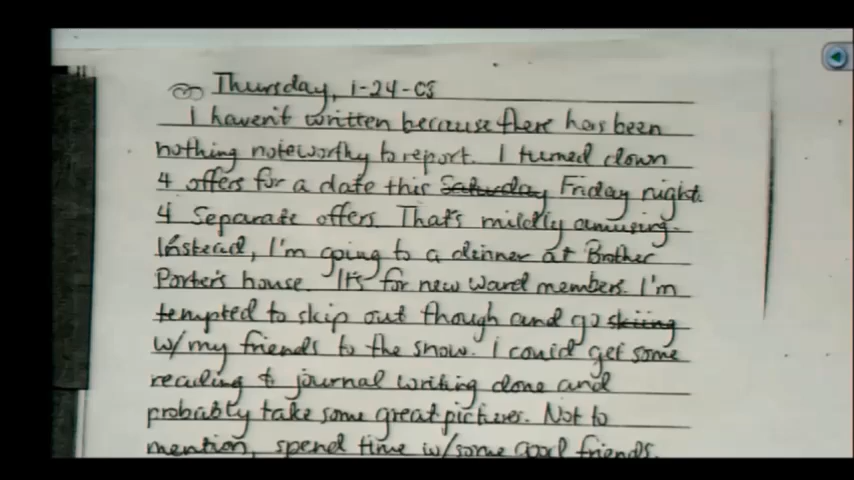 Thursday, 1-24-08
I haven't written because there has been
nothing noteworthy to report. I turned down
4 offers for a date this Saturday Friday night.
4 Separate offers. That's mildly amusing.
Instead, I'm going to a dinner at Brother
Porter's house. It's for new ward members. I'm
tempted to skip out though and go skiing
w/my friends to the snow. I could get some
reading & journal writing done and
probably take some great pictures. Not to
mention, spend time w/some good friends.